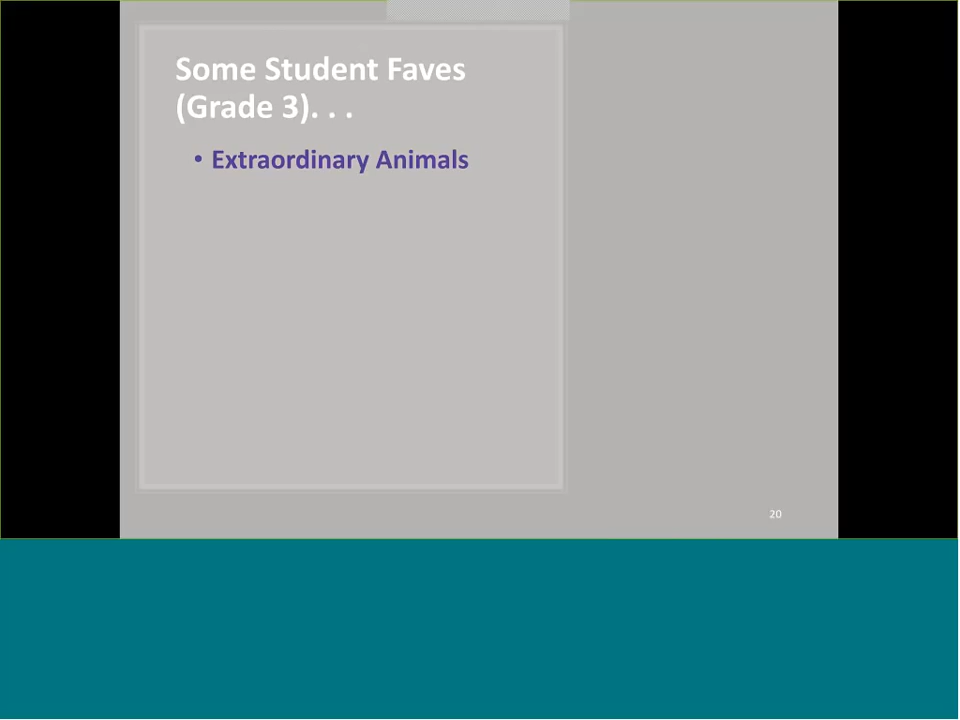 Some Student Faves
(Grade 3). . .
• Extraordinary Animals
20